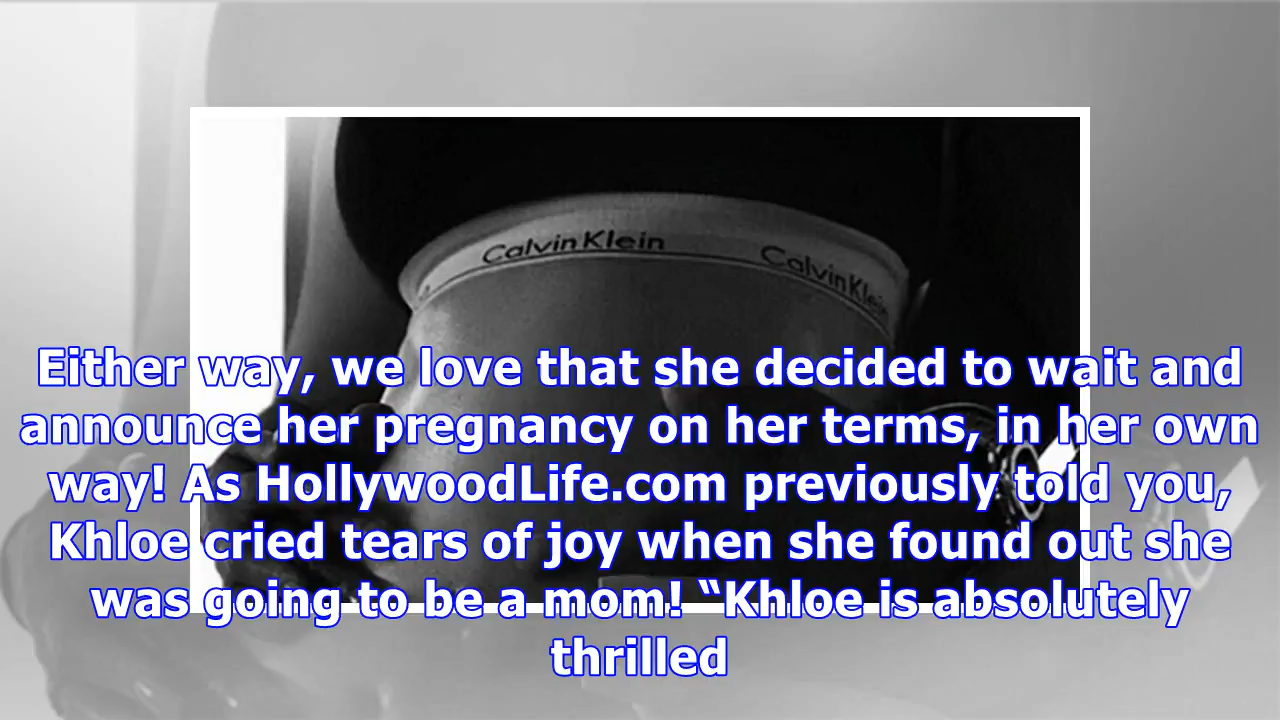 CalvinKlein
CalvinKlein
Either way, we love that she decided to wait and
announce her pregnancy on her terms, in her own
way! As HollywoodLife.com previously told you,
Khloe cried tears of joy when she found out she
was going to be a mom! “Khloe is absolutely
thrilled